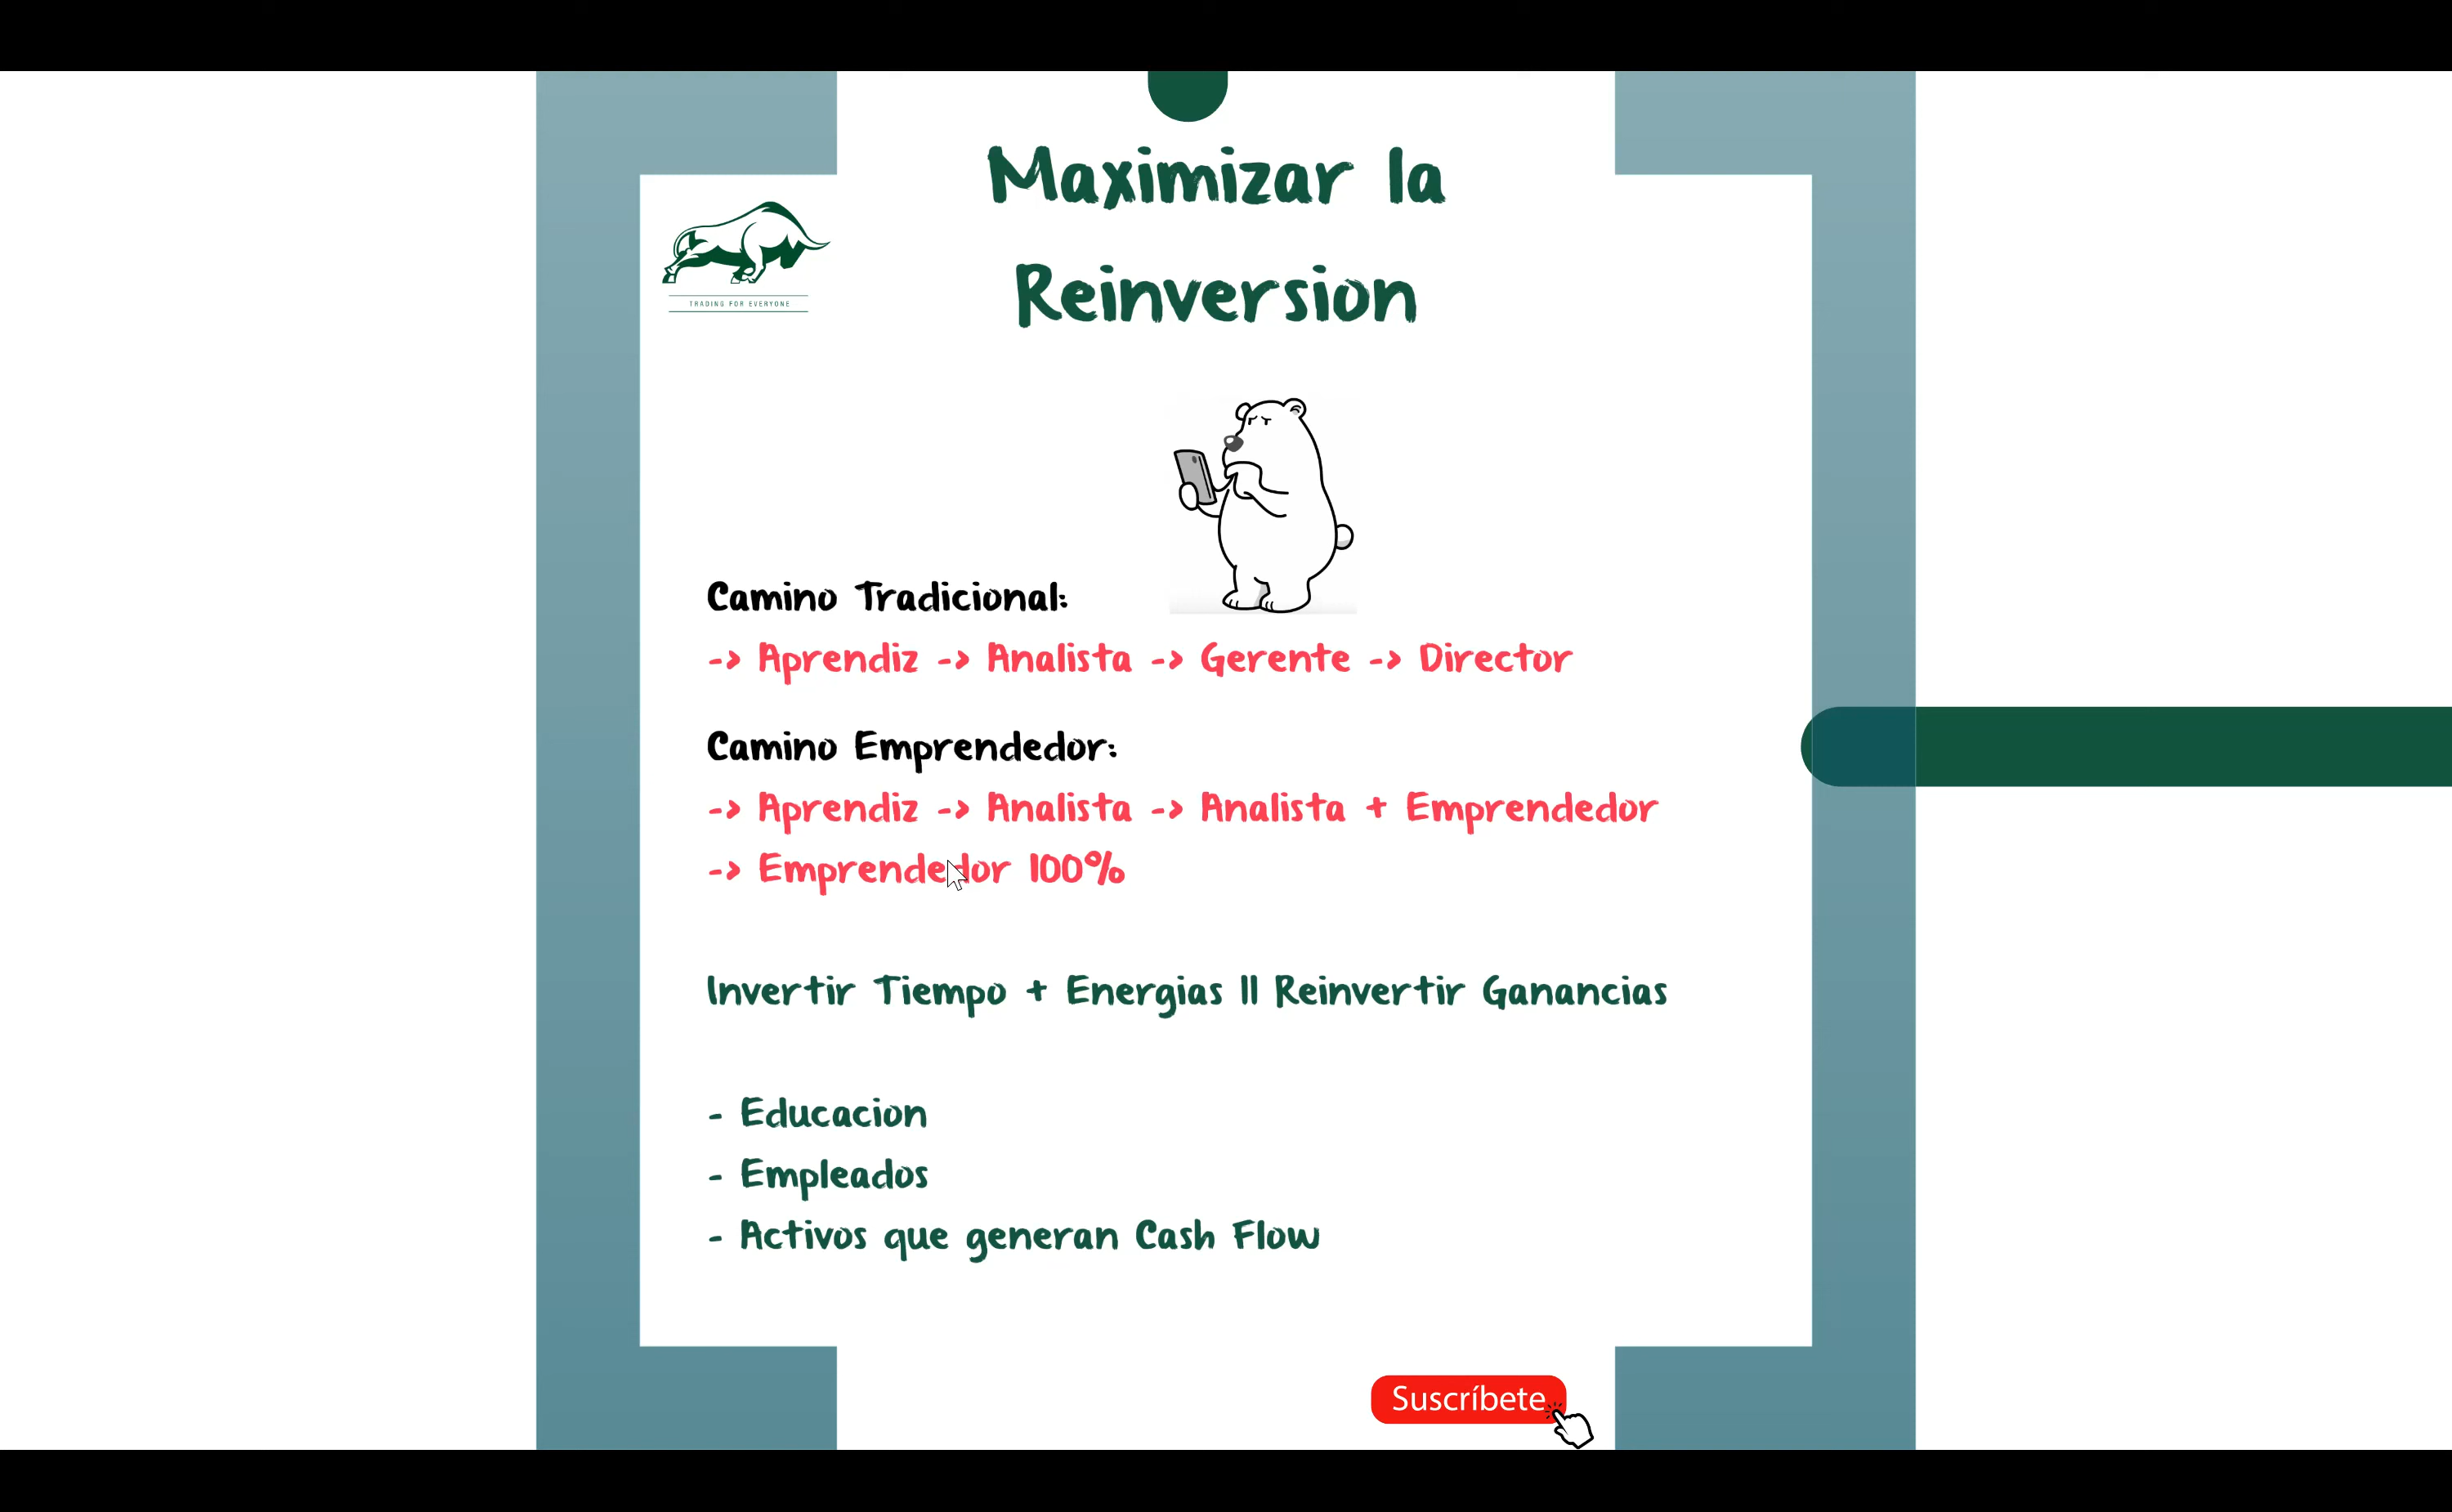 Maximizar la
Reinversion
TRADING FOR EVERYONE
Camino Tradicional:
-> Aprendiz -> Analista -> Gerente -> Director
Camino Emprendedor:
-> Aprendiz -> Analista -> Analista + Emprendedor
-> Emprendedor 100%
Invertir Tiempo + Energias || Reinvertir Ganancias
- Educacion
- Empleados
- Activos que generan Cash Flow
Suscríbete